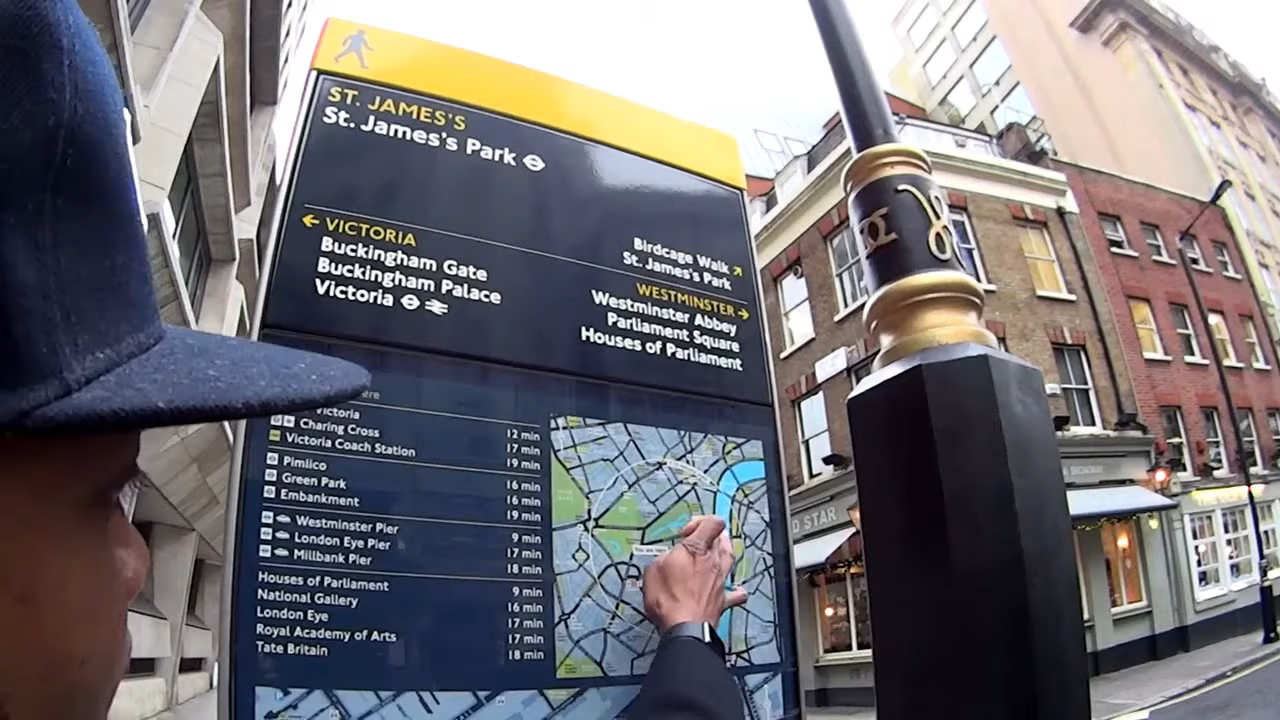 ST. JAMES'S
St. James's Park
VICTORIA
Buckingham Gate
Buckingham Palace
Victoria
Birdcage Walk
St. James's Park
WESTMINSTER
Westminster Abbey
Parliament Square
Houses of Parliament
Victoria 12 min
Charing Cross 17 min
Victoria Coach Station 19 min
Pimlico 16 min
Green Park 16 min
Embankment 19 min
Westminster Pier 9 min
London Eye Pier 17 min
Millbank Pier 18 min
Houses of Parliament 9 min
National Gallery 16 min
London Eye 17 min
Royal Academy of Arts 17 min
Tate Britain 18 min
You are here
D STAR
BROADWAY